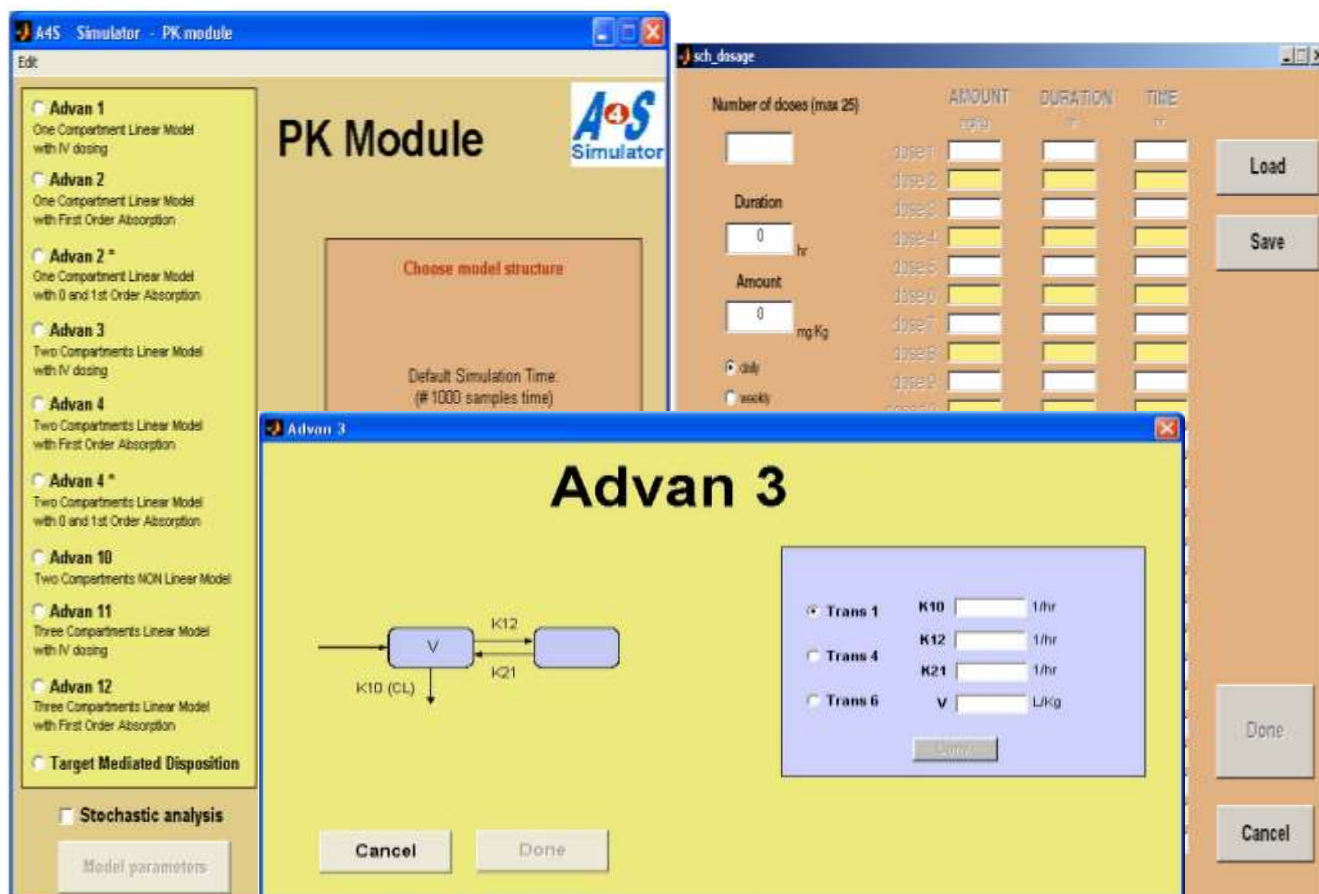 A4S Simulator - PK module
Edit
Advan 1
One Compartment Linear Model
with IV dosing
Advan 2
One Compartment Linear Model
with First Order Absorption
Advan 2 *
One Compartment Linear Model
with 0 and 1st Order Absorption
Advan 3
Two Compartments Linear Model
with IV dosing
Advan 4
Two Compartments Linear Model
with First Order Absorption
Advan 4 *
Two Compartments Linear Model
with 0 and 1st Order Absorption
Advan 10
Two Compartments NON Linear Model
Advan 11
Three Compartments Linear Model
with IV dosing
Advan 12
Three Compartments Linear Model
with First Order Absorption
Target Mediated Disposition
Stochastic analysis
Model parameters
PK Module
A4S
Simulator
Choose model structure
Default Simulation Time:
(# 1000 samples time)
sch_dosage
Number of doses (max 25)
Duration
0
hr
Amount
0
mg/Kg
daily
weekly
AMOUNT DURATION TIME
dose 1
dose 2
dose 3
dose 4
dose 5
dose 6
dose 7
dose 8
dose 9
Load
Save
Done
Cancel
Advan 3
Advan 3
V
K12
K21
K10 (CL)
Trans 1
Trans 4
Trans 6
K10 1/hr
K12 1/hr
K21 1/hr
V L/Kg
Cancel
Done